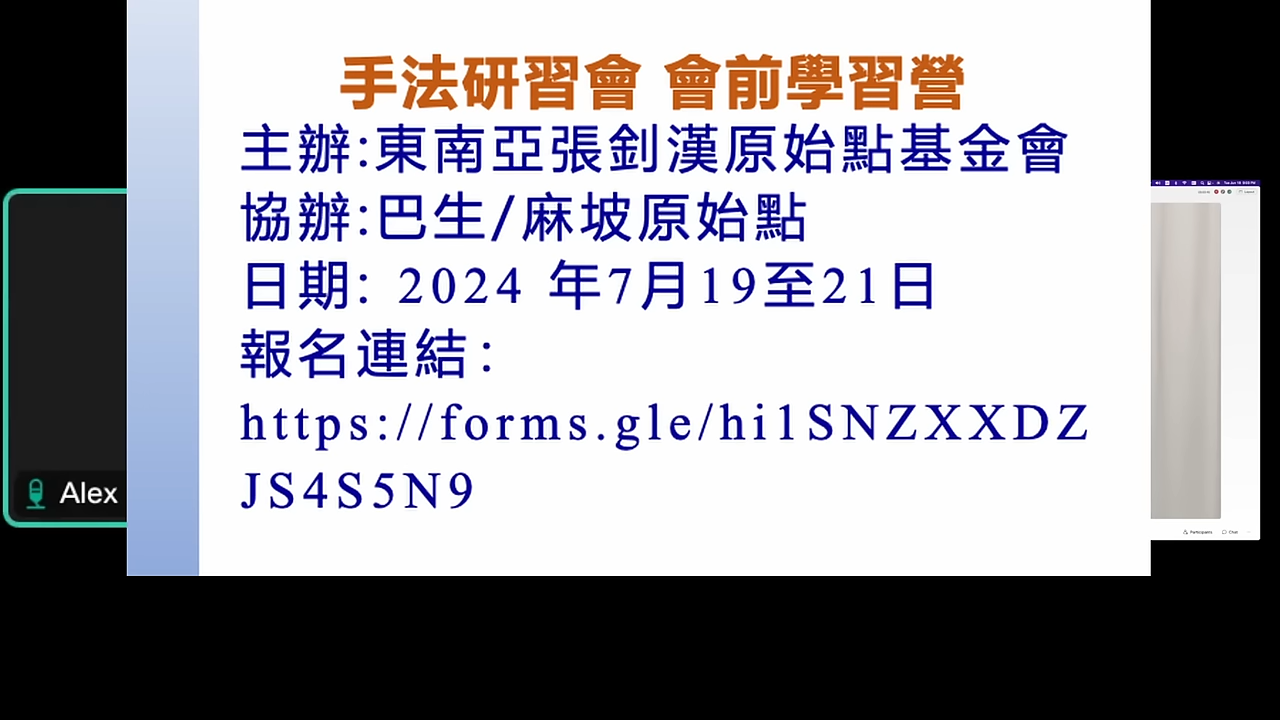 手法研習會 會前學習營
主辦:東南亞張釗漢原始點基金會
協辦:巴生/麻坡原始點
日期: 2024 年7月19至21日
報名連結:
https://forms.gle/hi1SNZXXDZ
JS4S5N9
Alex
Participants
Chat